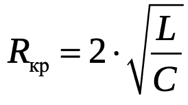 R_кр = 2 · √(L/C)